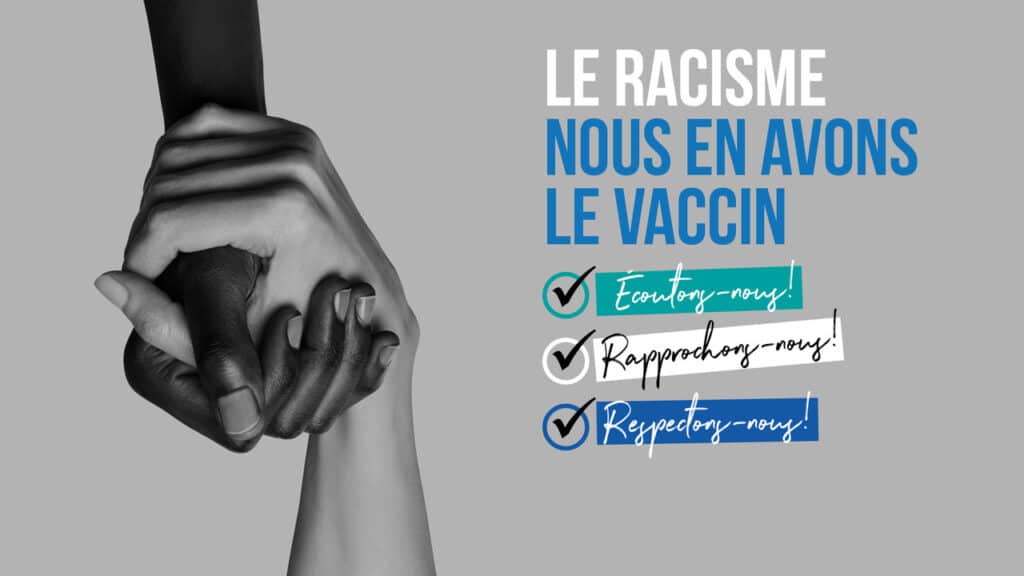 LE RACISME
NOUS EN AVONS
LE VACCIN
Écoutons-nous!
Rapprochons-nous!
Respectons-nous!